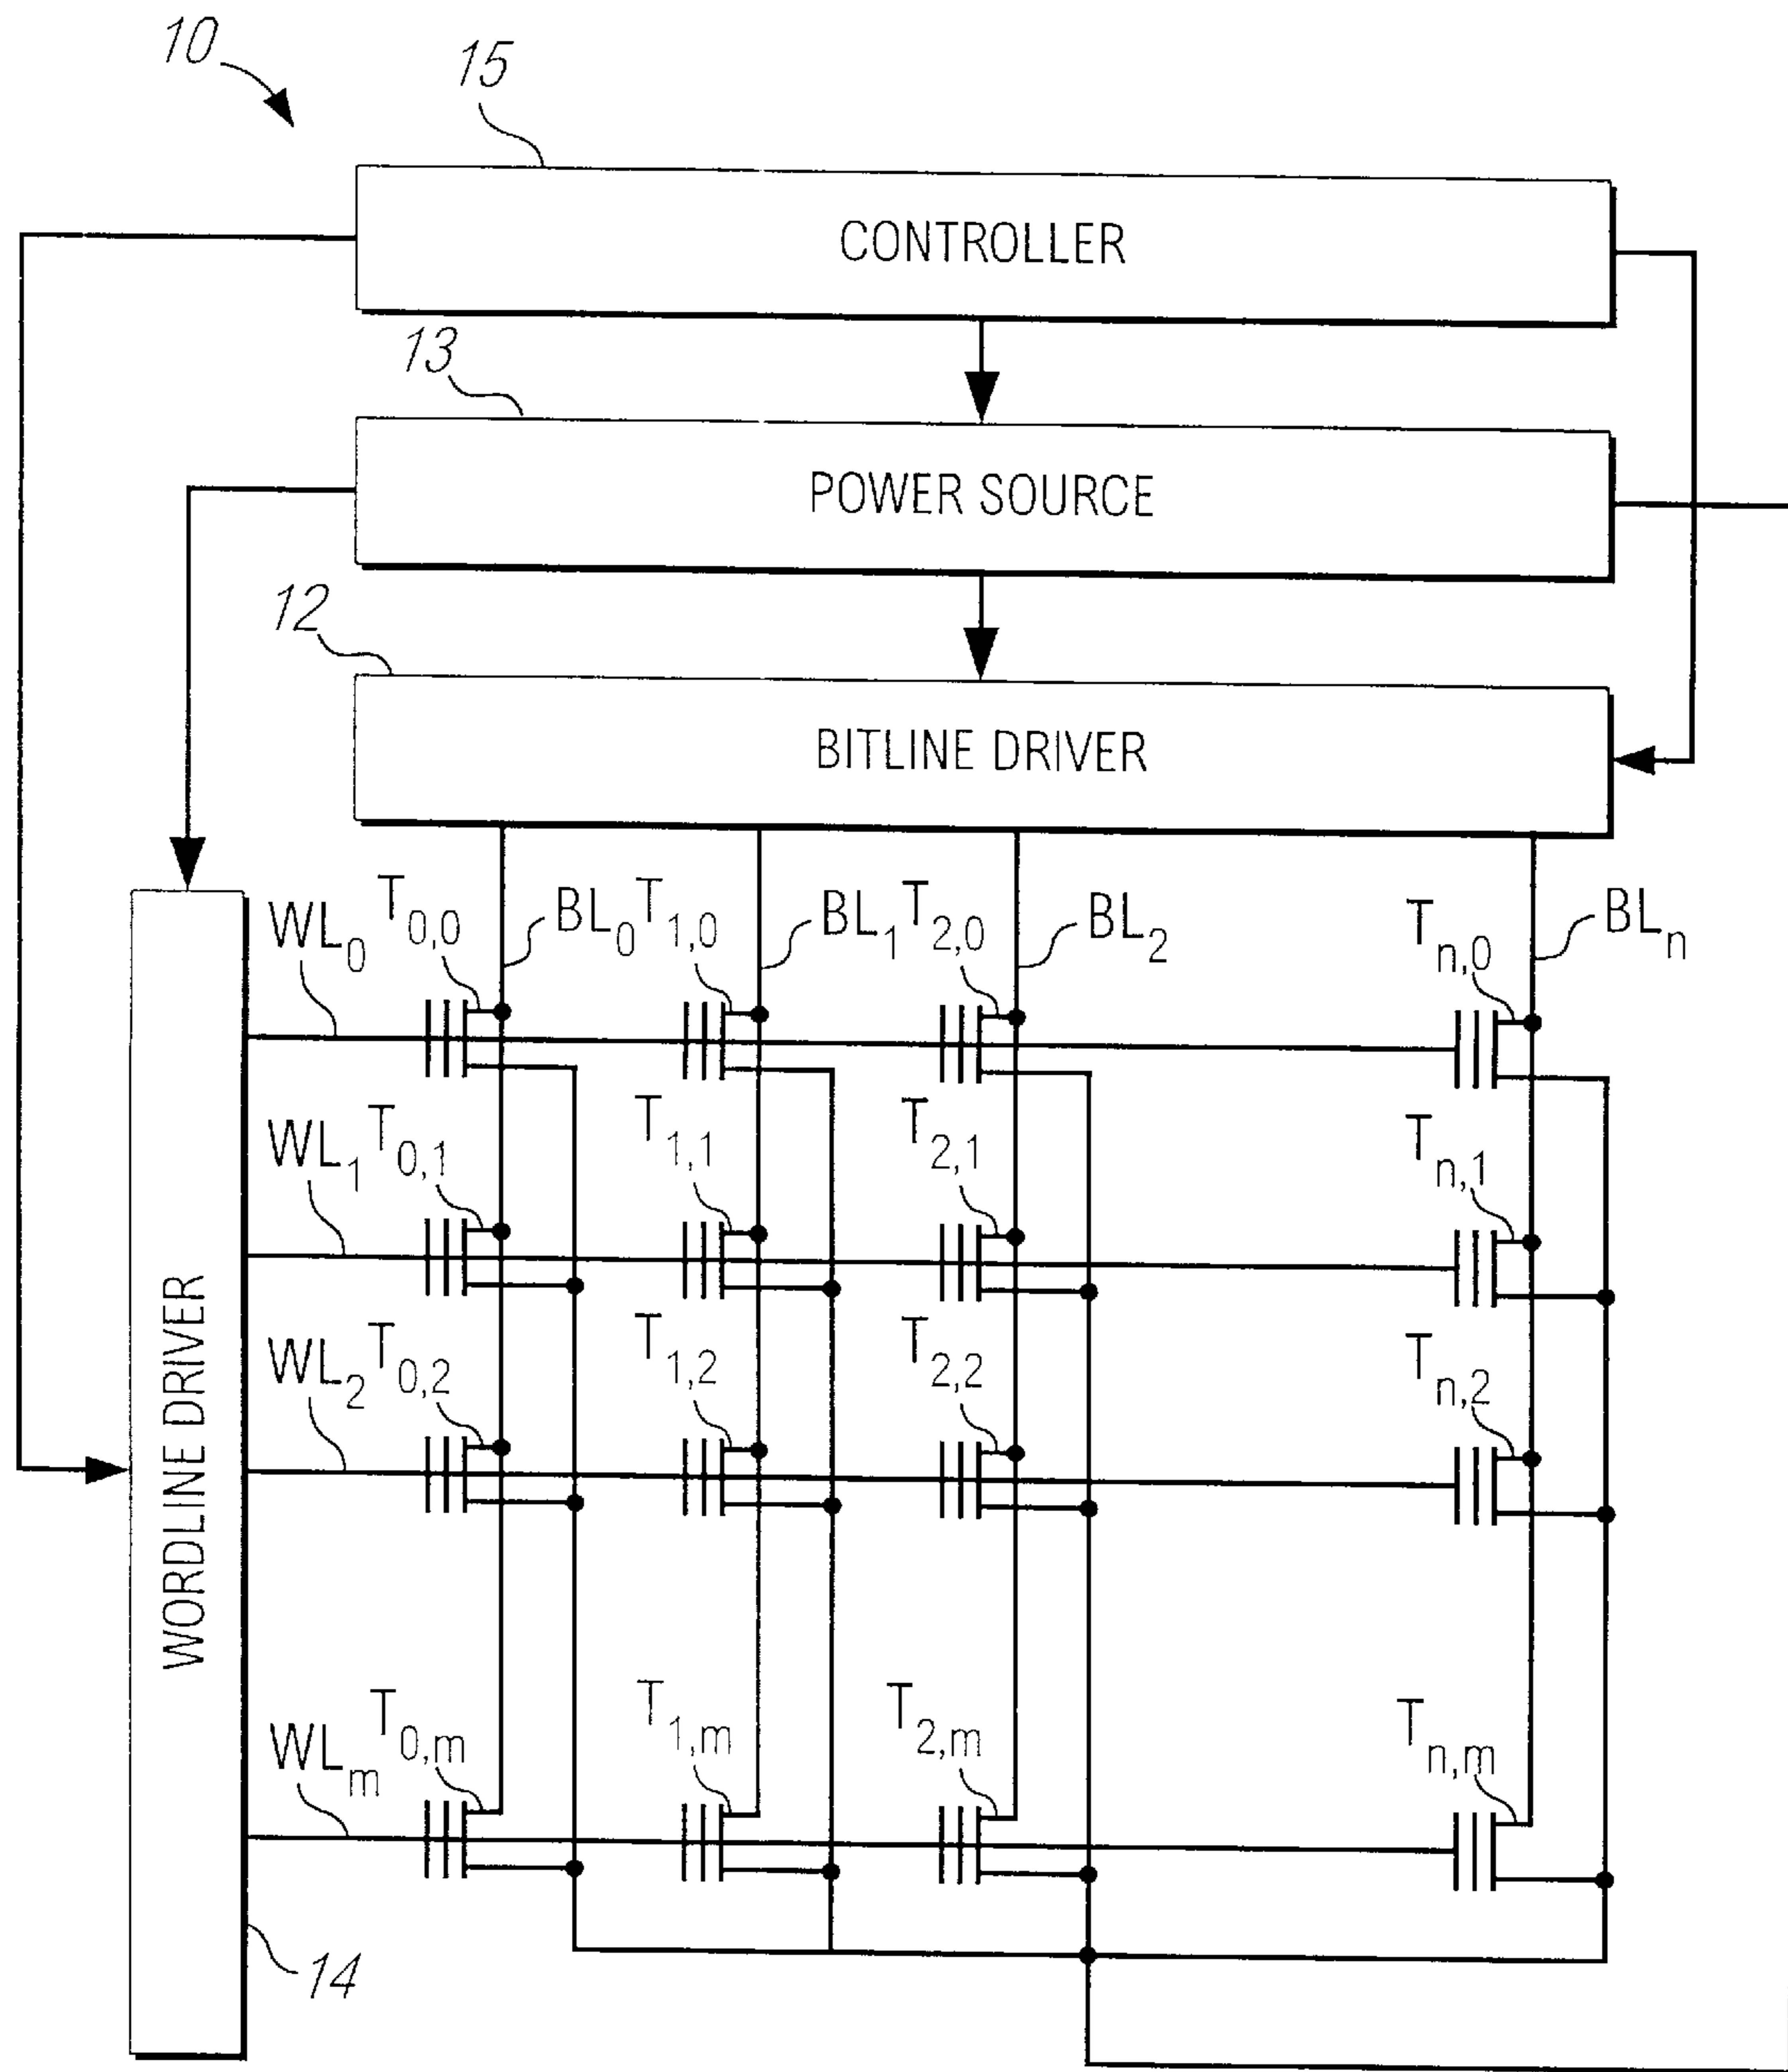 10
15
CONTROLLER
13
POWER SOURCE
12
BITLINE DRIVER
WL0 T0,0 BL0 T1,0 BL1 T2,0 BL2 Tn,0 BLn
WL1 T0,1 T1,1 T2,1 Tn,1
WORDLINE DRIVER
WL2 T0,2 T1,2 T2,2 Tn,2
WLm T0,m T1,m T2,m Tn,m
14